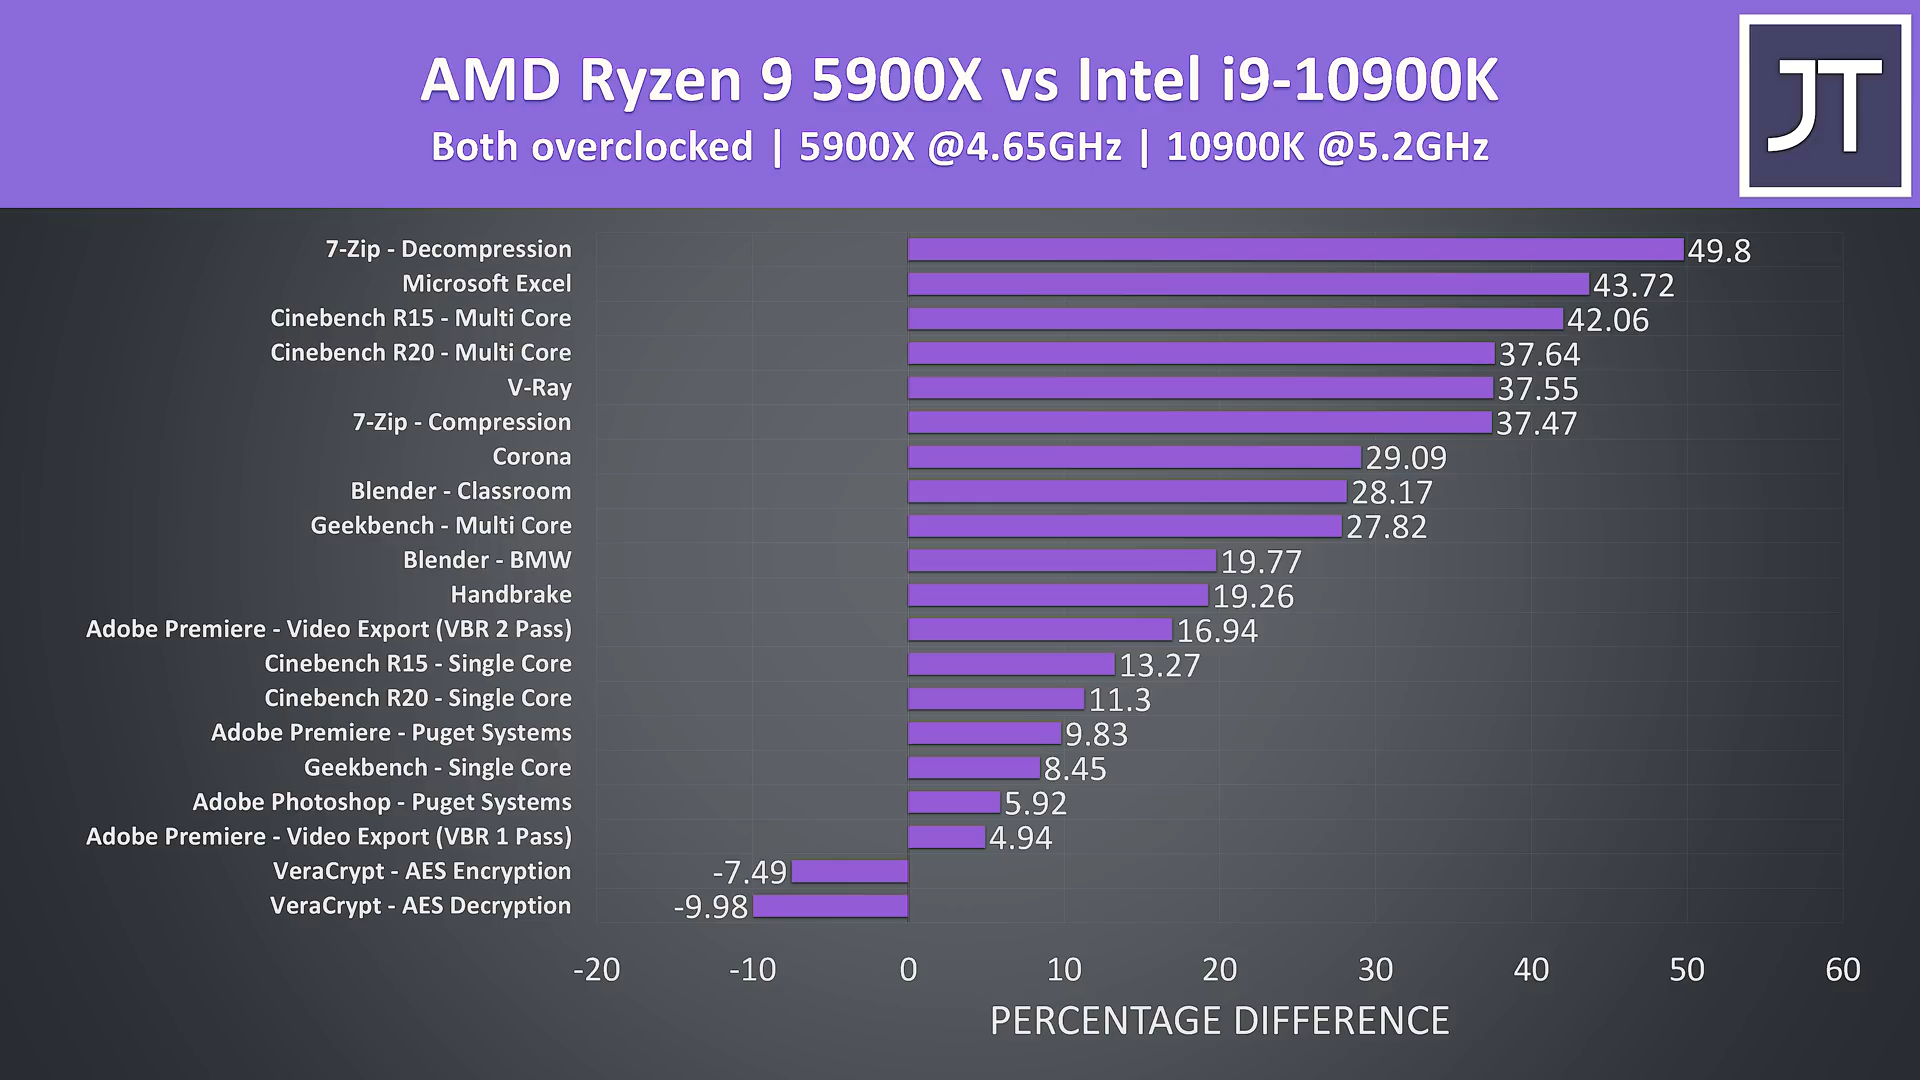 AMD Ryzen 9 5900X vs Intel i9-10900K
Both overclocked | 5900X @4.65GHz | 10900K @5.2GHz
JT
7-Zip - Decompression 49.8
Microsoft Excel 43.72
Cinebench R15 - Multi Core 42.06
Cinebench R20 - Multi Core 37.64
V-Ray 37.55
7-Zip - Compression 37.47
Corona 29.09
Blender - Classroom 28.17
Geekbench - Multi Core 27.82
Blender - BMW 19.77
Handbrake 19.26
Adobe Premiere - Video Export (VBR 2 Pass) 16.94
Cinebench R15 - Single Core 13.27
Cinebench R20 - Single Core 11.3
Adobe Premiere - Puget Systems 9.83
Geekbench - Single Core 8.45
Adobe Photoshop - Puget Systems 5.92
Adobe Premiere - Video Export (VBR 1 Pass) 4.94
VeraCrypt - AES Encryption -7.49
VeraCrypt - AES Decryption -9.98
-20 -10 0 10 20 30 40 50 60
PERCENTAGE DIFFERENCE